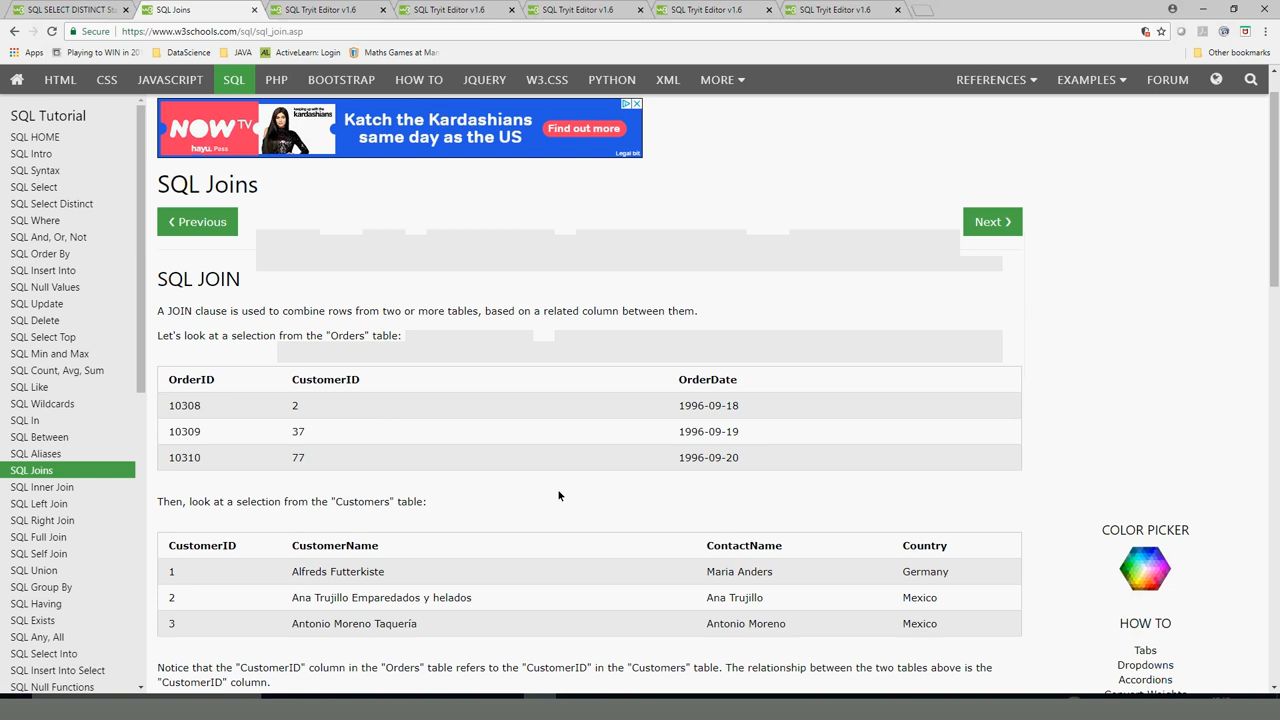 SQL SELECT DISTINCT St
SQL Joins
SQL Tryit Editor v1.6
SQL Tryit Editor v1.6
SQL Tryit Editor v1.6
SQL Tryit Editor v1.6
SQL Tryit Editor v1.6
Secure https://www.w3schools.com/sql/sql_join.asp
Apps Playing to WIN in 20 DataScience JAVA ActiveLearn: Login Maths Games at Ma Other bookmarks
HTML CSS JAVASCRIPT SQL PHP BOOTSTRAP HOW TO JQUERY W3.CSS PYTHON XML MORE REFERENCES EXAMPLES FORUM
SQL Tutorial
SQL HOME
SQL Intro
SQL Syntax
SQL Select
SQL Select Distinct
SQL Where
SQL And, Or, Not
SQL Order By
SQL Insert Into
SQL Null Values
SQL Update
SQL Delete
SQL Select Top
SQL Min and Max
SQL Count, Avg, Sum
SQL Like
SQL Wildcards
SQL In
SQL Between
SQL Aliases
SQL Joins
SQL Inner Join
SQL Left Join
SQL Right Join
SQL Full Join
SQL Self Join
SQL Union
SQL Group By
SQL Having
SQL Exists
SQL Any, All
SQL Select Into
SQL Insert Into Select
SQL Null Functions
NOW TV
hayu. Pass
keeping up with the
kardashians
Katch the Kardashians
same day as the US
Find out more
Legal bit
SQL Joins
❮ Previous
Next ❯
SQL JOIN
A JOIN clause is used to combine rows from two or more tables, based on a related column between them.
Let's look at a selection from the "Orders" table:
OrderID CustomerID OrderDate
10308 2 1996-09-18
10309 37 1996-09-19
10310 77 1996-09-20
Then, look at a selection from the "Customers" table:
CustomerID CustomerName ContactName Country
1 Alfreds Futterkiste Maria Anders Germany
2 Ana Trujillo Emparedados y helados Ana Trujillo Mexico
3 Antonio Moreno Taquería Antonio Moreno Mexico
Notice that the "CustomerID" column in the "Orders" table refers to the "CustomerID" in the "Customers" table. The relationship between the two tables above is the
"CustomerID" column.
COLOR PICKER
HOW TO
Tabs
Dropdowns
Accordions
Convert Weights